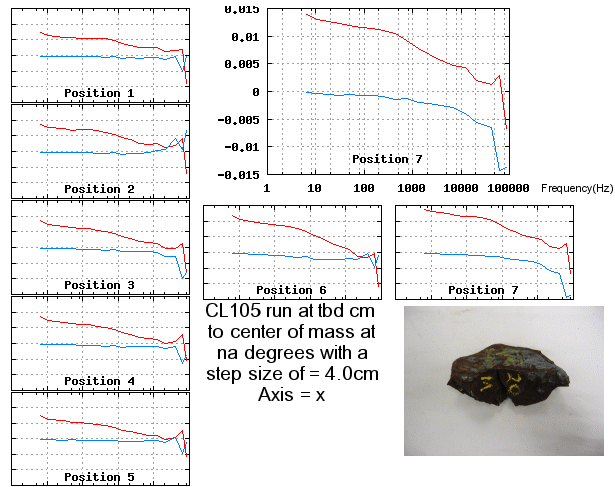 Position 1
Position 2
Position 3
Position 4
Position 5
0.015
0.01
0.005
0
-0.005
-0.01
-0.015
Position 7
1 10 100 1000 10000 100000 Frequency(Hz)
Position 6
Position 7
CL105 run at tbd cm
to center of mass at
na degrees with a
step size of = 4.0cm
Axis = x